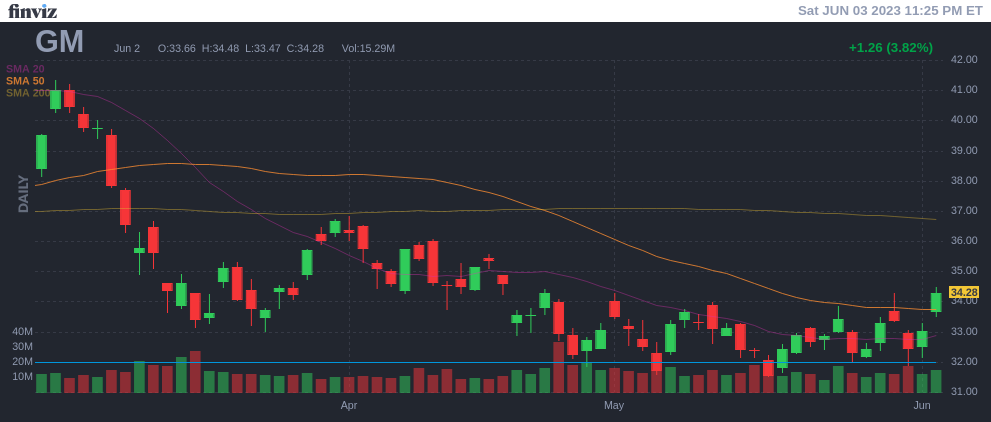 finviz
Sat JUN 03 2023 11:25 PM ET
GM
Jun 2 O:33.66 H:34.48 L:33.47 C:34.28 Vol:15.29M
+1.26 (3.82%)
SMA 20
SMA 50
SMA 200
DAILY
42.00
41.00
40.00
39.00
38.00
37.00
36.00
35.00
34.28
34.00
33.00
32.00
31.00
40M
30M
20M
10M
Apr
May
Jun